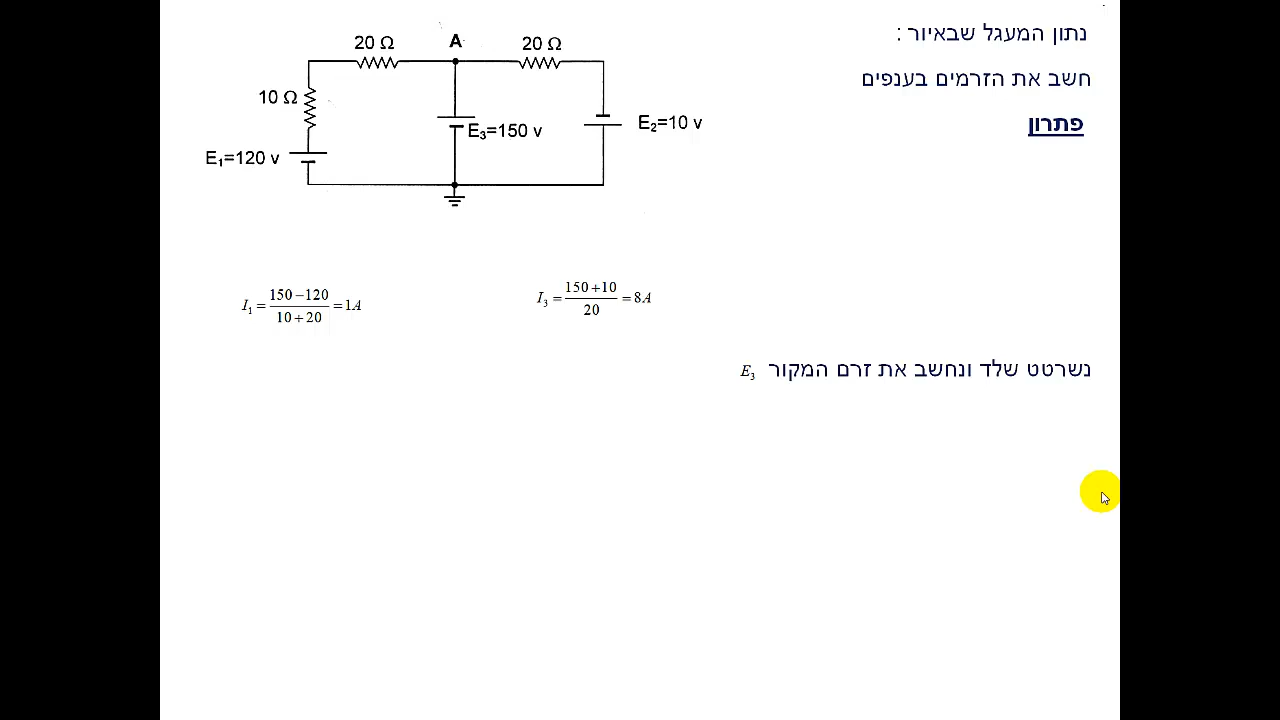 נתון המעגל שבאיור :
חשב את הזרמים בענפים
פתרון
20 Ω
A
20 Ω
10 Ω
E₃=150 v
E₂=10 v
E₁=120 v
I₁ = (150 − 120) / (10 + 20) = 1A
I₃ = (150 + 10) / 20 = 8A
נשרטט שלד ונחשב את זרם המקור E₃